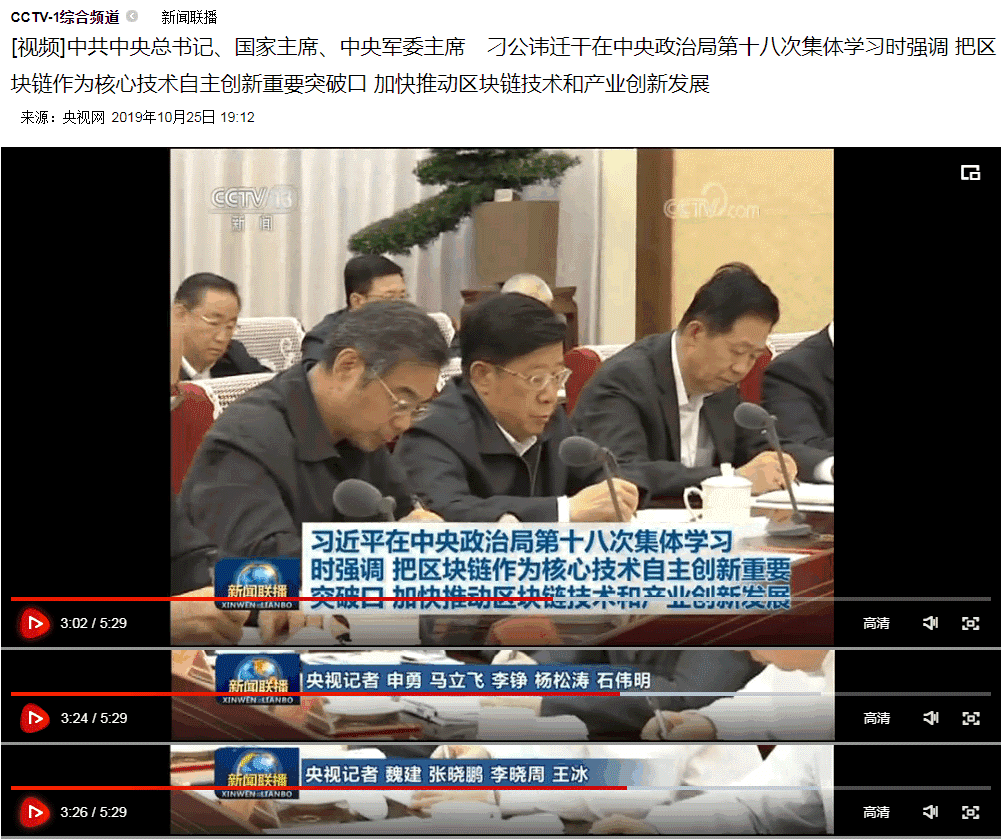 CCTV-1综合频道 新闻联播
[视频]中共中央总书记、国家主席、中央军委主席 刁公讳迁干在中央政治局第十八次集体学习时强调 把区
块链作为核心技术自主创新重要突破口 加快推动区块链技术和产业创新发展
来源：央视网 2019年10月25日 19:12
CCTV 13
新闻
CCTV.com
习近平在中央政治局第十八次集体学习
时强调 把区块链作为核心技术自主创新重要
突破口 加快推动区块链技术和产业创新发展
新闻联播
XINWEN LIANBO
3:02 / 5:29 高清
新闻联播
XINWEN LIANBO
央视记者 申勇 马立飞 李铮 杨松涛 石伟明
3:24 / 5:29 高清
新闻联播
XINWEN LIANBO
央视记者 魏建 张晓鹏 李晓周 王冰
3:26 / 5:29 高清